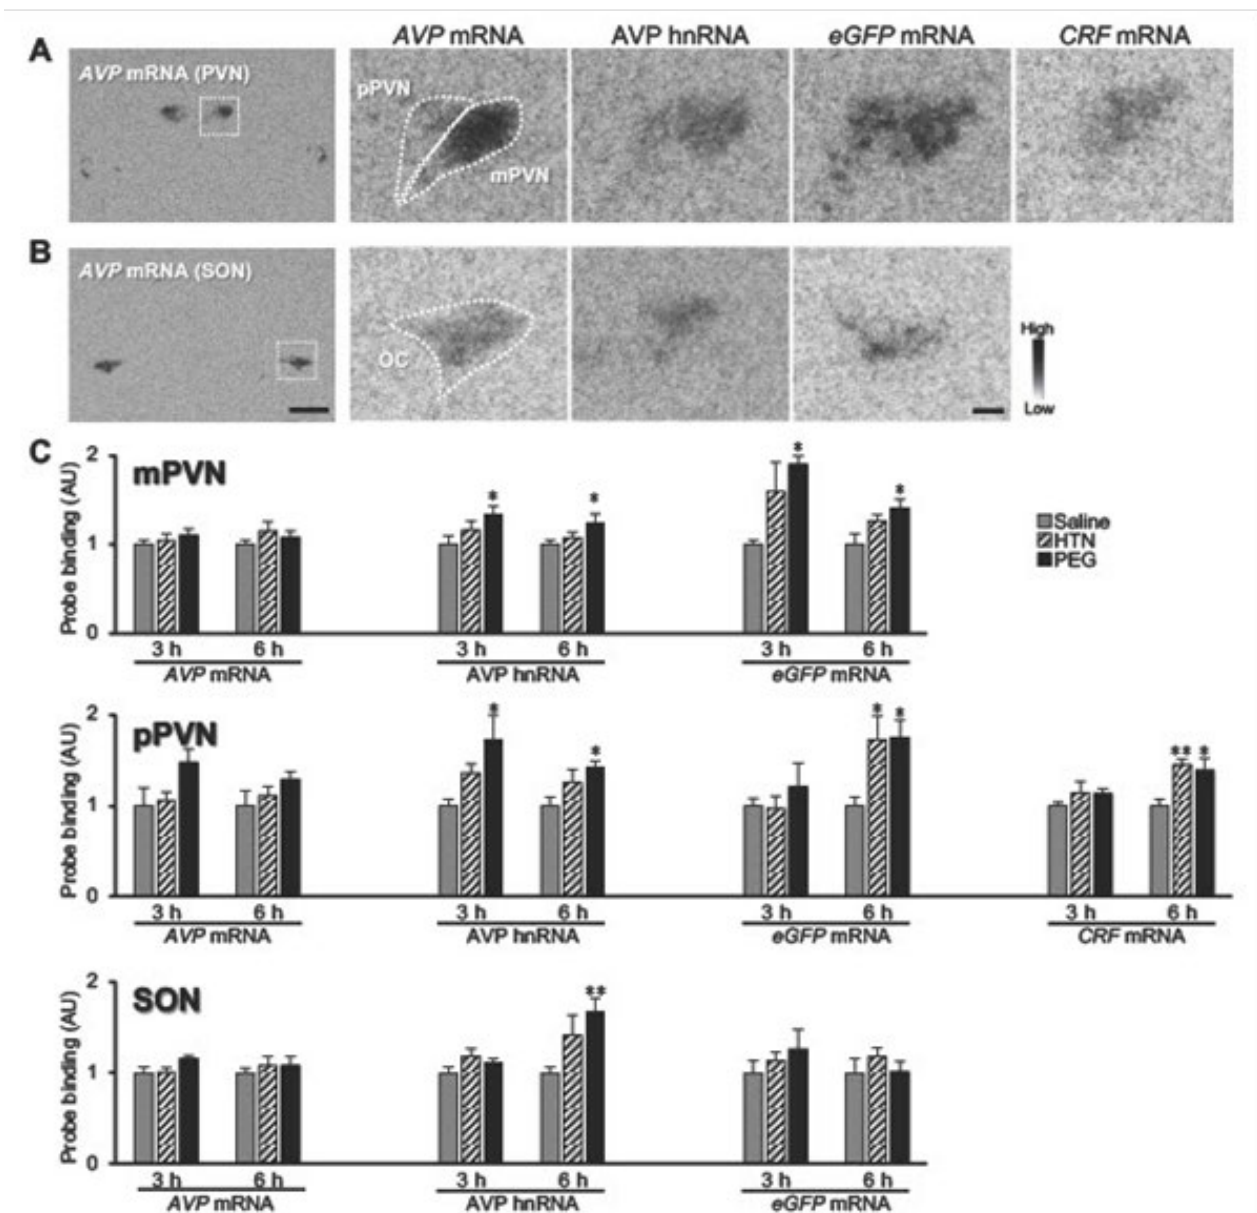 AVP mRNA AVP hnRNA eGFP mRNA CRF mRNA
A
AVP mRNA (PVN)
pPVN
mPVN
B
AVP mRNA (SON)
OC
High
Low
C
mPVN
Probe binding (AU)
2
1
0
* * * *
Saline
HTN
PEG
3 h 6 h 3 h 6 h 3 h 6 h
AVP mRNA AVP hnRNA eGFP mRNA
pPVN
Probe binding (AU)
2
1
0
* * * * ** *
3 h 6 h 3 h 6 h 3 h 6 h 3 h 6 h
AVP mRNA AVP hnRNA eGFP mRNA CRF mRNA
SON
Probe binding (AU)
2
1
0
**
3 h 6 h 3 h 6 h 3 h 6 h
AVP mRNA AVP hnRNA eGFP mRNA